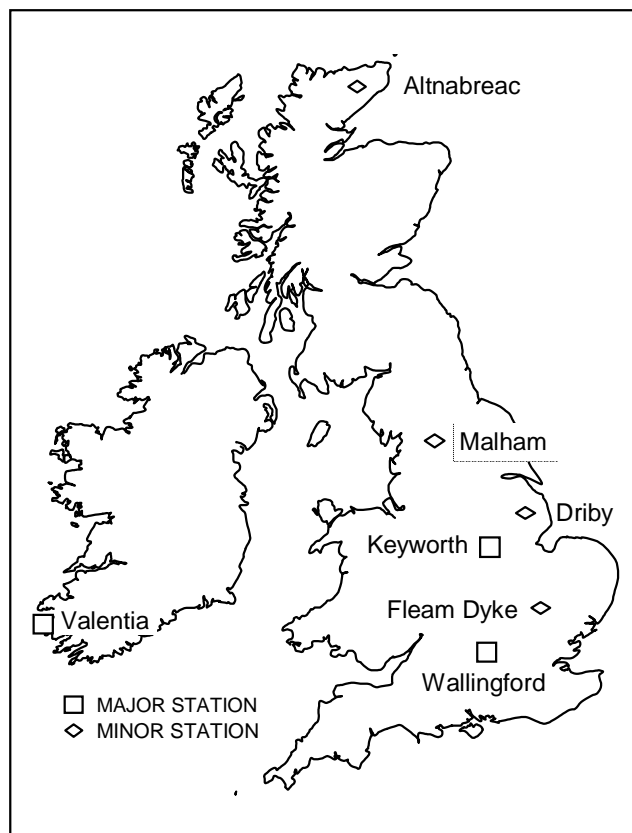 Altnabreac
Malham
Driby
Keyworth
Fleam Dyke
Valentia
Wallingford
MAJOR STATION
MINOR STATION